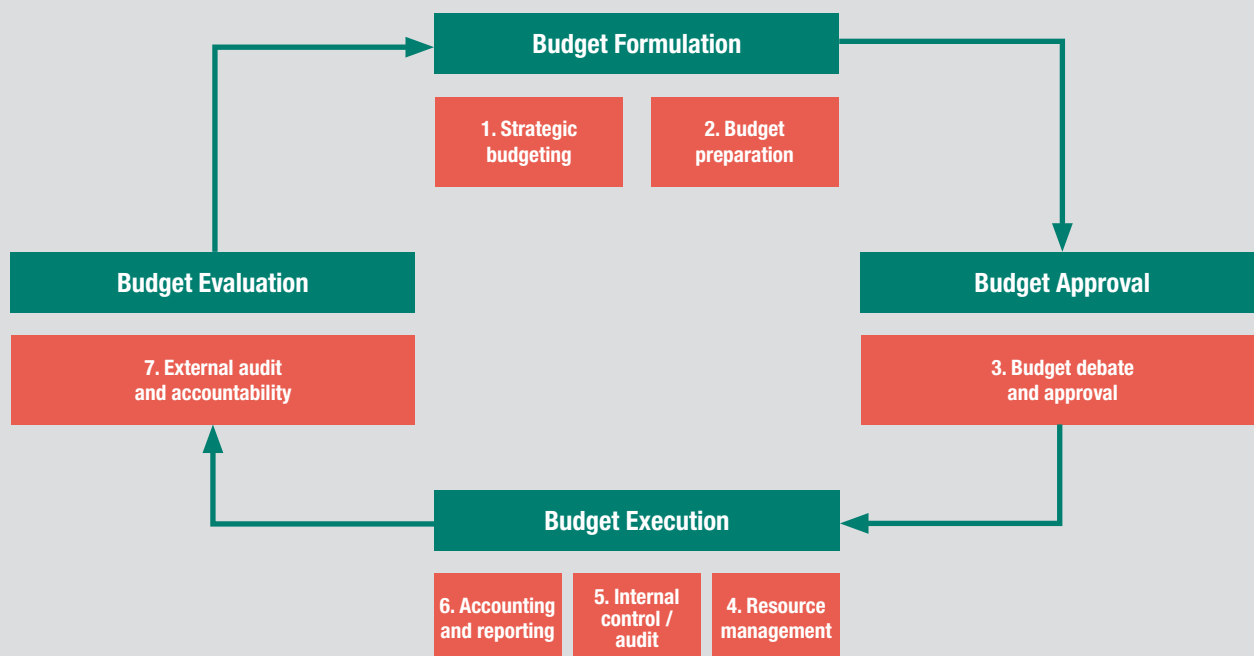 Budget Formulation
1. Strategic
budgeting
2. Budget
preparation
Budget Evaluation
Budget Approval
7. External audit
and accountability
3. Budget debate
and approval
Budget Execution
6. Accounting
and reporting
5. Internal
control /
audit
4. Resource
management